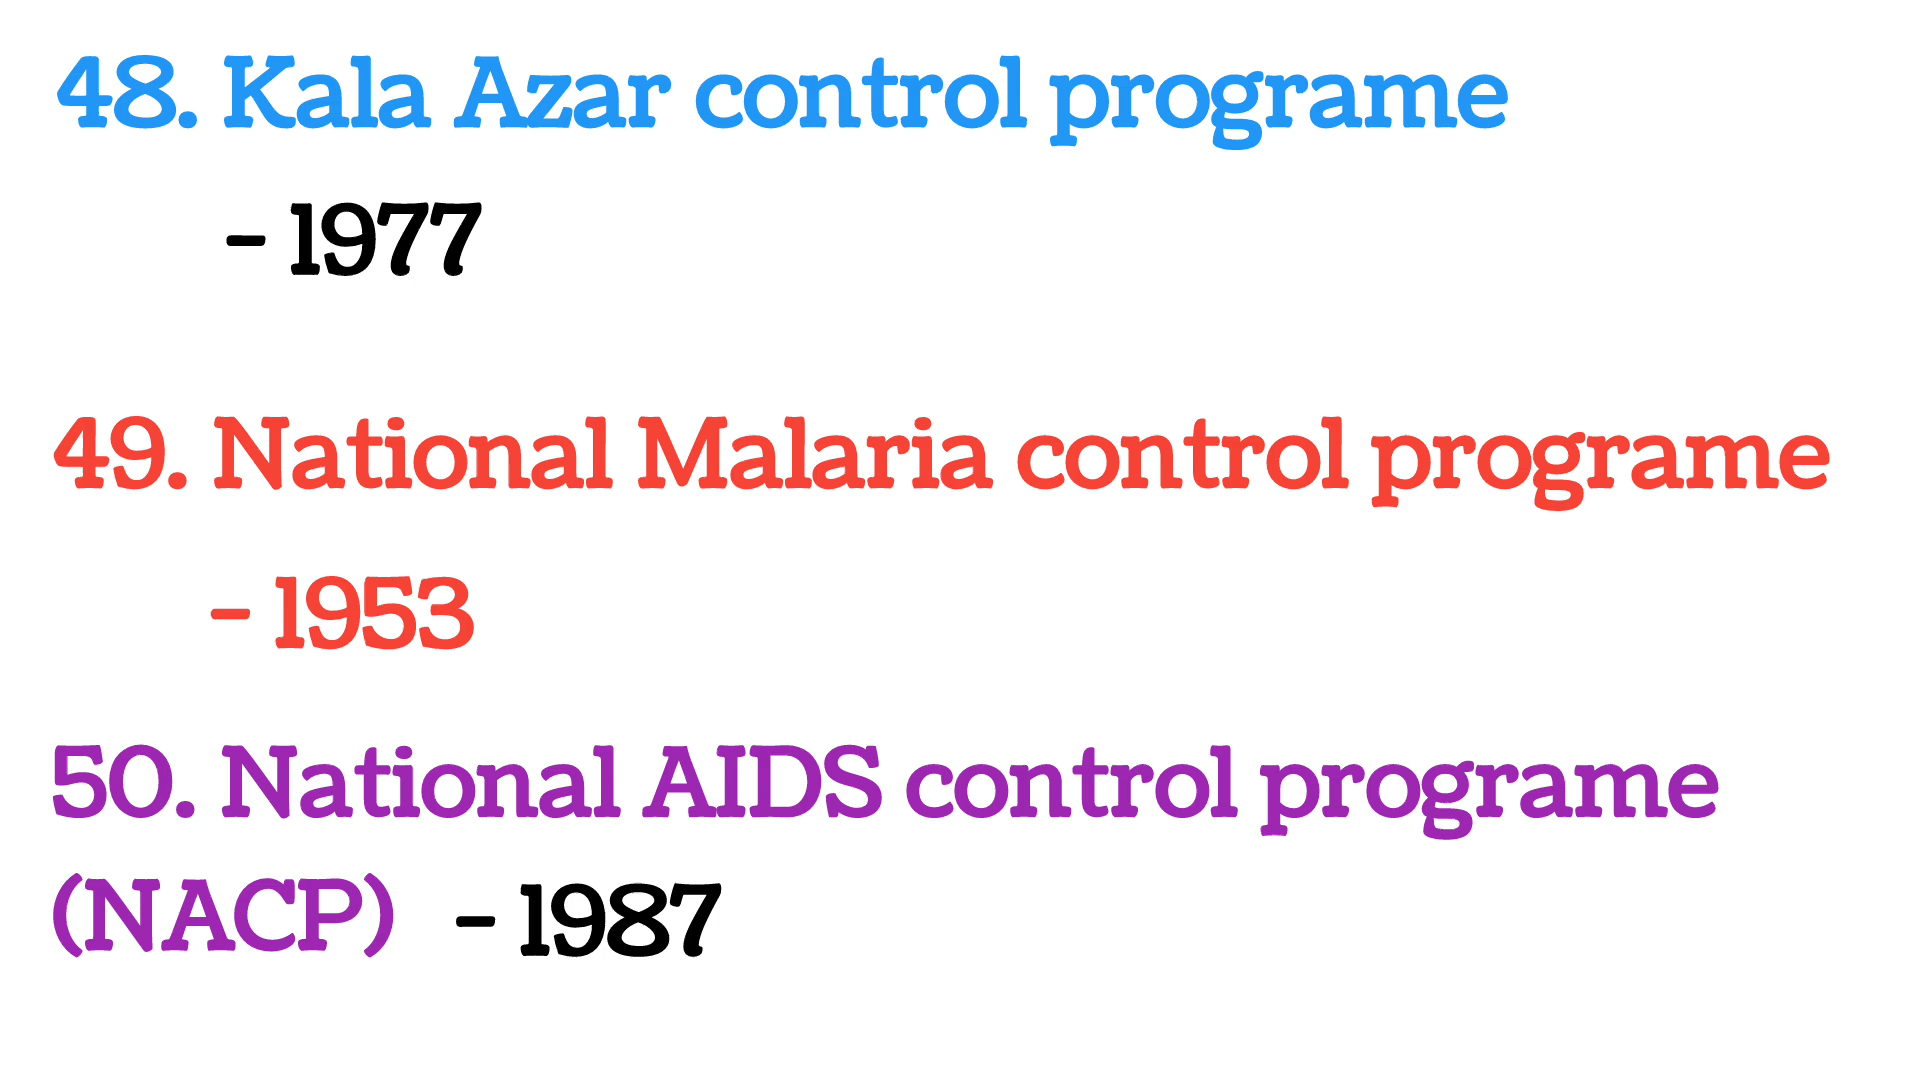 48. Kala Azar control programe
- 1977
49. National Malaria control programe
- 1953
50. National AIDS control programe
(NACP) - 1987